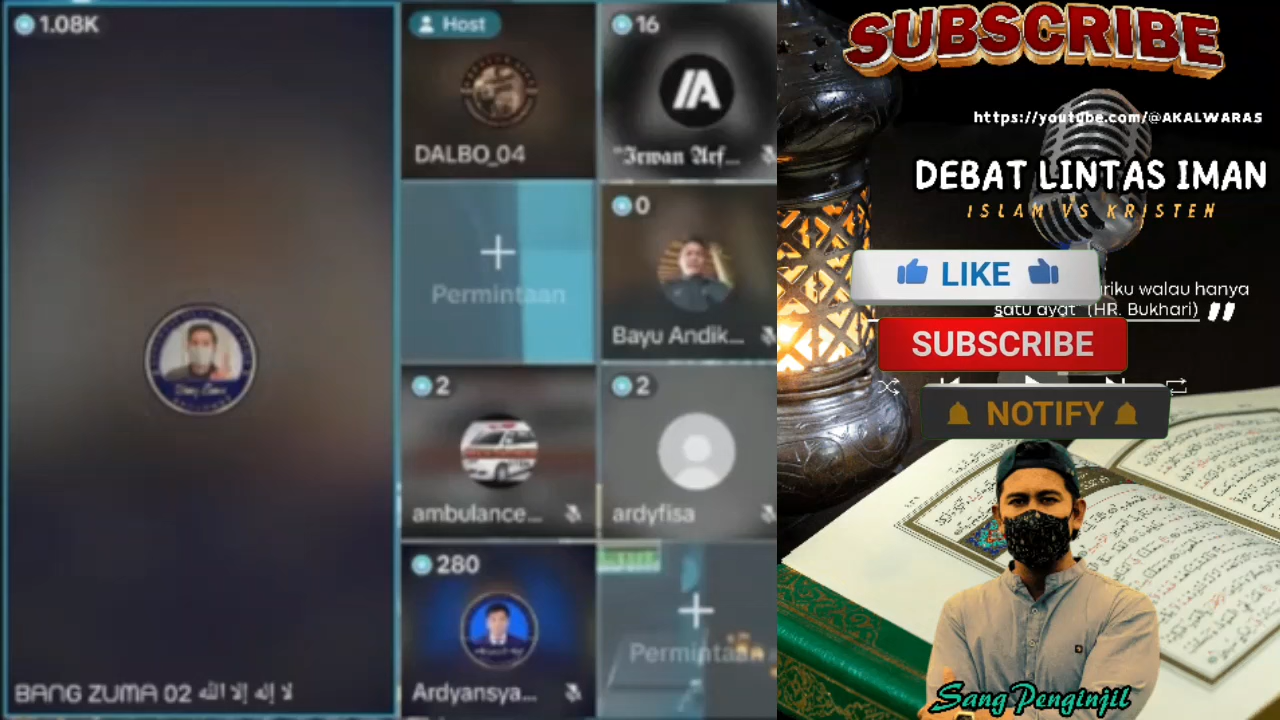 1.08K
BANG ZUMA 02 لا إله إلا الله
Host
DALBO_04
16
"Irwan Arf...
Permintaan
0
Bayu Andik...
2
ambulance...
2
ardyfisa
280
Ardyansya...
Permintaan
SUBSCRIBE
https://youtube.com/@AKALWARAS
DEBAT LINTAS IMAN
ISLAM VS KRISTEN
LIKE
riku walau hanya
satu ayat" (HR. Bukhari)
SUBSCRIBE
NOTIFY
Sang Penginjil